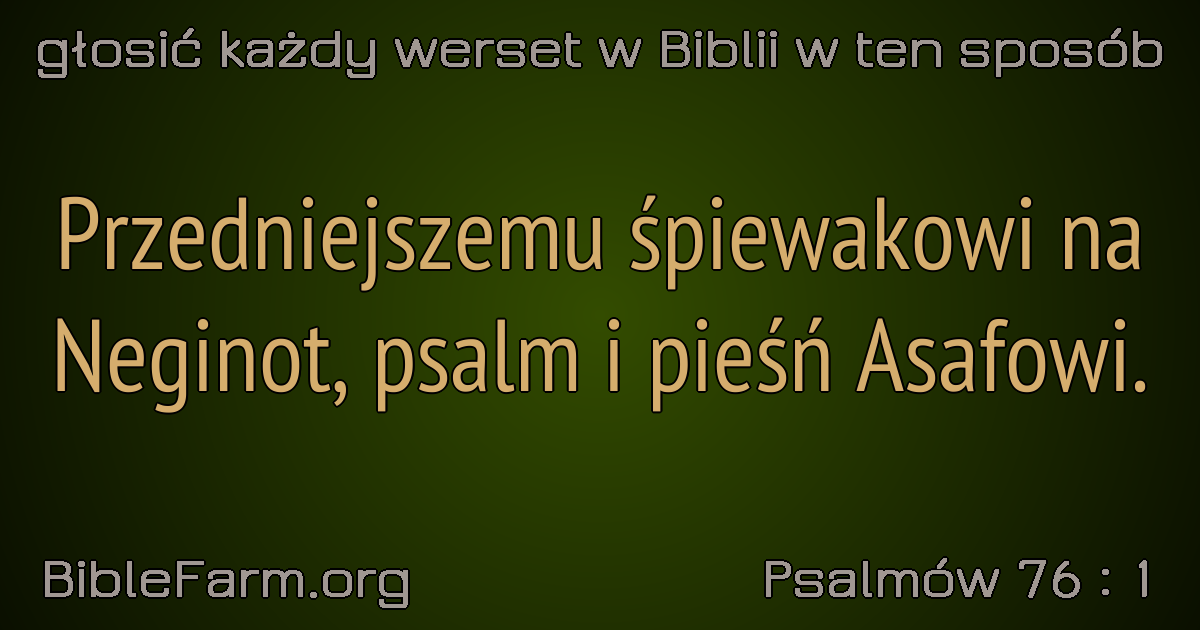 głosić każdy werset w Biblii w ten sposób
Przedniejszemu śpiewakowi na
Neginot, psalm i pieśń Asafowi.
BibleFarm.org
Psalmów 76 : 1